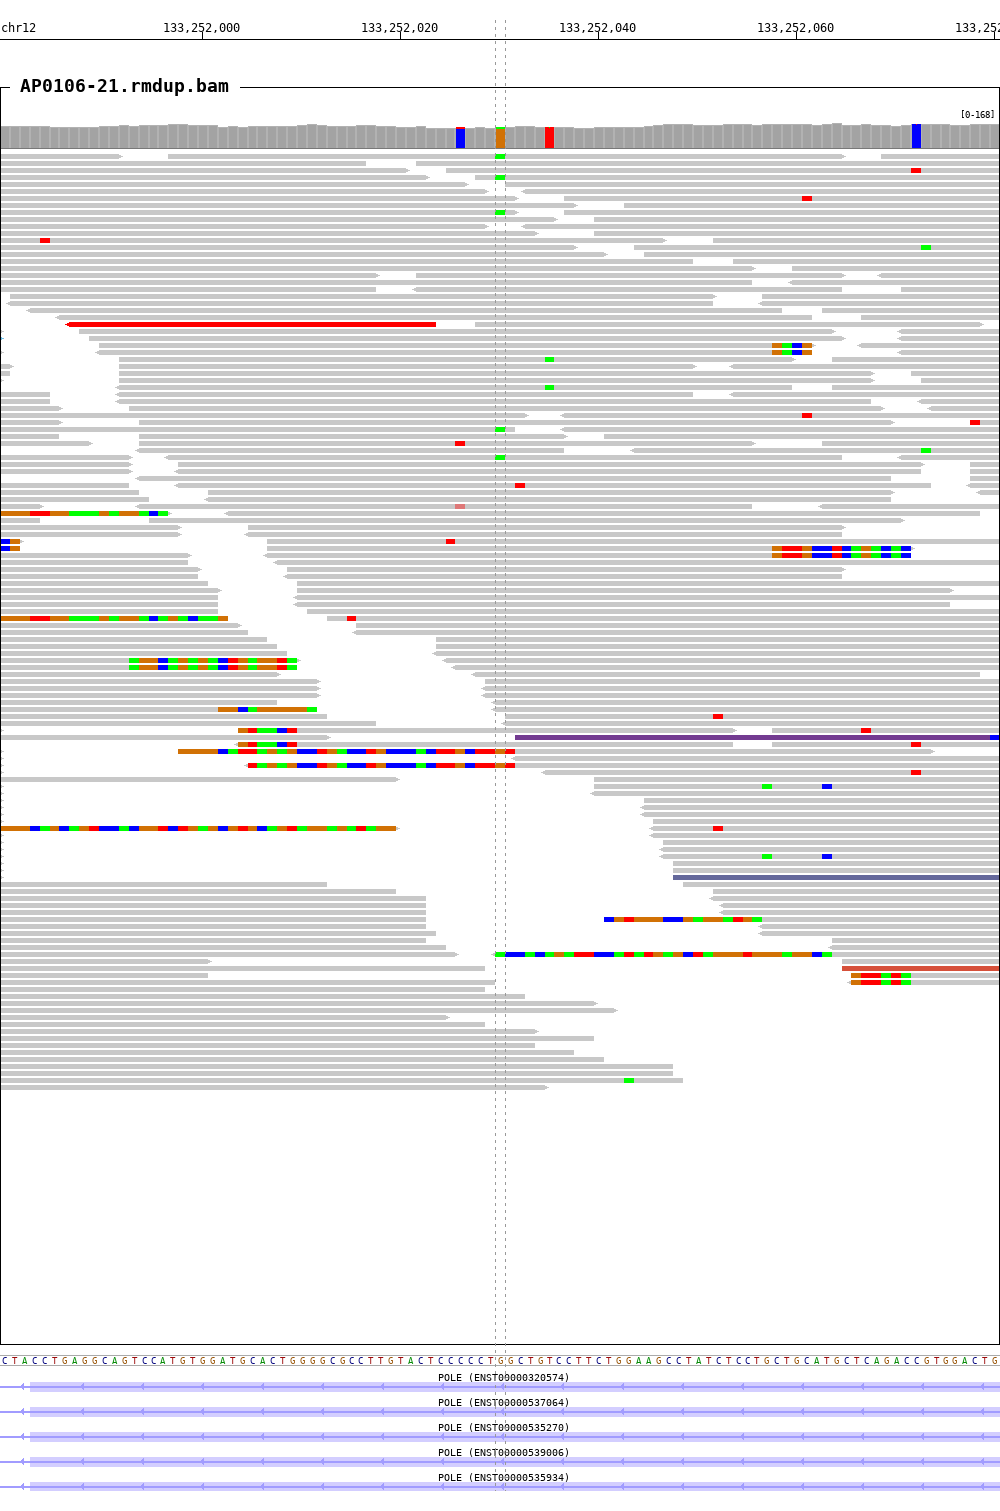 chr12 133,252,000 133,252,020 133,252,040 133,252,060 133,252
AP0106-21.rmdup.bam
[0-168]
CTACCTGAGGCAGTCCATGTGGATGCACTGGGGCGCCTTGTACTCCCCCTGGCTGTCCTTCTGGAAGCCTATCTCCTGCTGCATGCTCAGACCGTGGACTG
POLE (ENST00000320574)
POLE (ENST00000537064)
POLE (ENST00000535270)
POLE (ENST00000539006)
POLE (ENST00000535934)